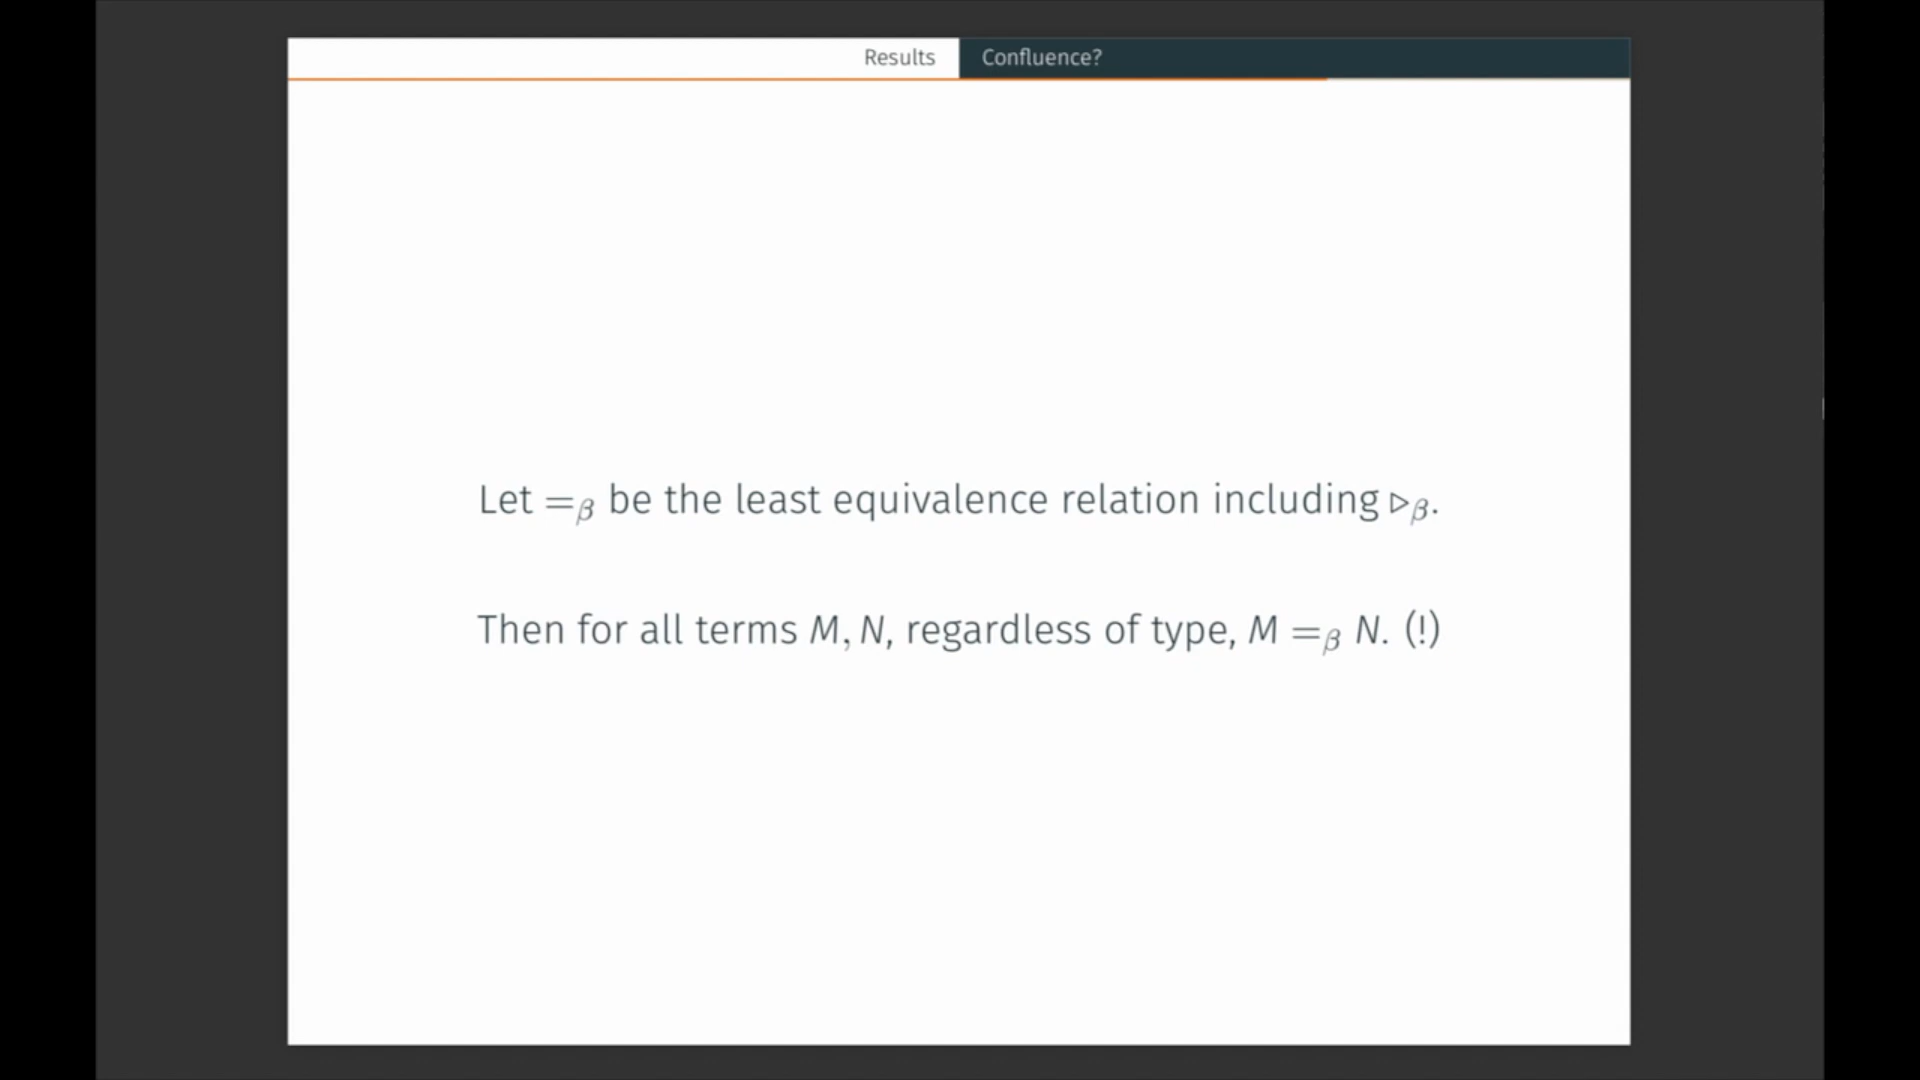 Results
Confluence?
Let =β be the least equivalence relation including ▷β.
Then for all terms M, N, regardless of type, M =β N. (!)